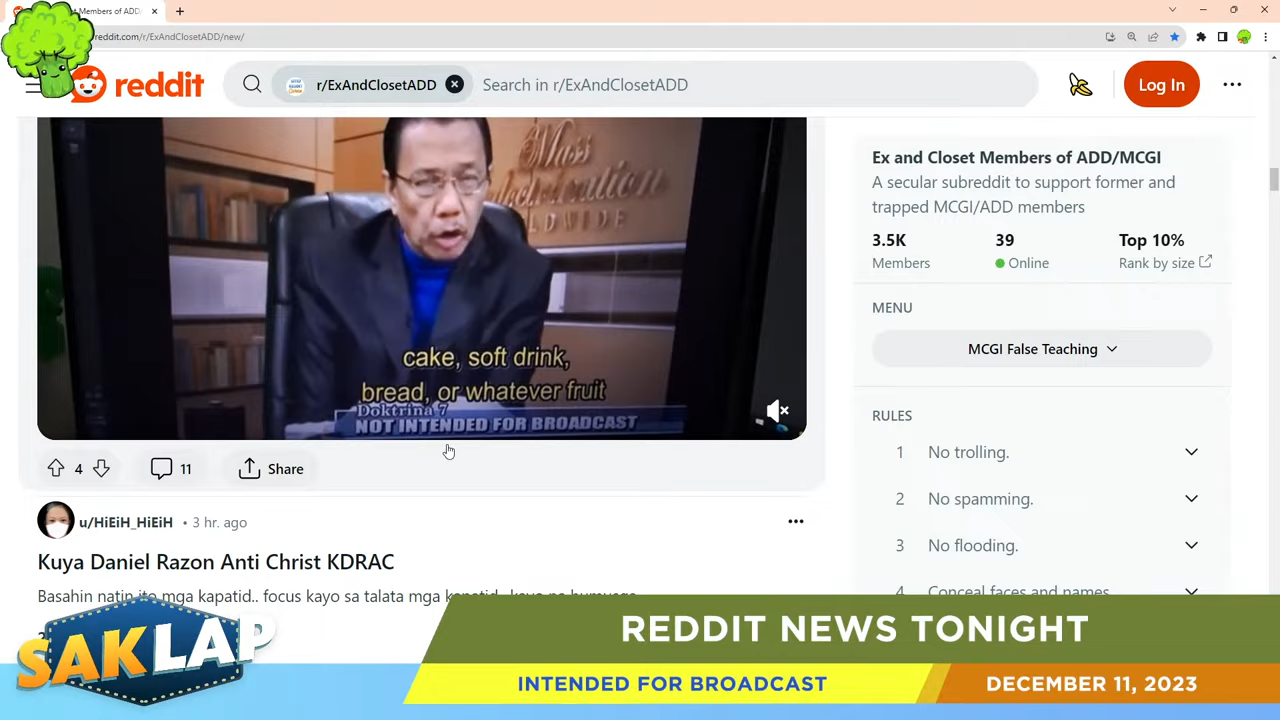 Members of ADD/
reddit.com/r/ExAndClosetADD/new/
reddit
r/ExAndClosetADD
Search in r/ExAndClosetADD
Log In
Mass
WORLDWIDE
cake, soft drink,
bread, or whatever fruit
Doktrina 7
NOT INTENDED FOR BROADCAST
4
11
Share
u/HiEiH_HiEiH • 3 hr. ago
Kuya Daniel Razon Anti Christ KDRAC
Basahin natin ito mga kapatid.. focus kayo sa talata mga kapatid..
Ex and Closet Members of ADD/MCGI
A secular subreddit to support former and
trapped MCGI/ADD members
3.5K
39
Top 10%
Members
Online
Rank by size
MENU
MCGI False Teaching
RULES
1 No trolling.
2 No spamming.
3 No flooding.
4 Conceal faces and names
SAKLAP
REDDIT NEWS TONIGHT
INTENDED FOR BROADCAST
DECEMBER 11, 2023